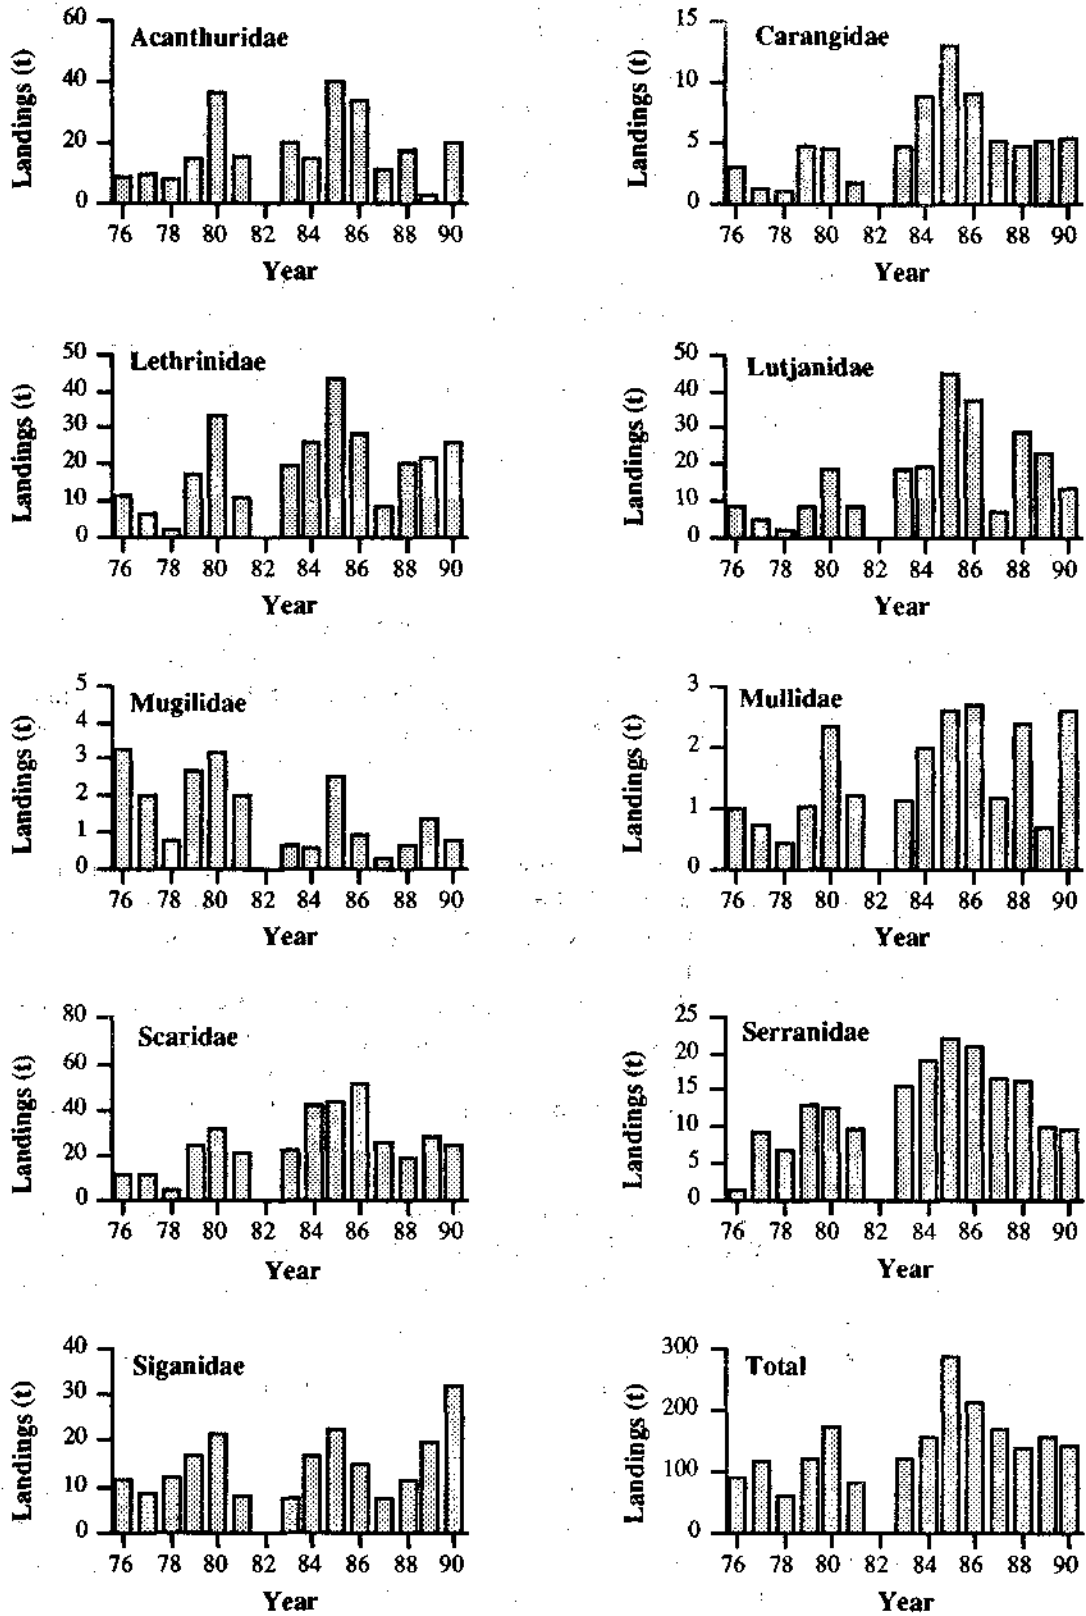 Acanthuridae
Landings (t)
60
40
20
0
76 78 80 82 84 86 88 90
Year
Carangidae
Landings (t)
15
10
5
0
76 78 80 82 84 86 88 90
Year
Lethrinidae
Landings (t)
50
40
30
20
10
0
76 78 80 82 84 86 88 90
Year
Lutjanidae
Landings (t)
50
40
30
20
10
0
76 78 80 82 84 86 88 90
Year
Mugilidae
Landings (t)
5
4
3
2
1
0
76 78 80 82 84 86 88 90
Year
Mullidae
Landings (t)
3
2
1
0
76 78 80 82 84 86 88 90
Year
Scaridae
Landings (t)
80
60
40
20
0
76 78 80 82 84 86 88 90
Year
Serranidae
Landings (t)
25
20
15
10
5
0
76 78 80 82 84 86 88 90
Year
Siganidae
Landings (t)
40
30
20
10
0
76 78 80 82 84 86 88 90
Year
Total
Landings (t)
300
200
100
0
76 78 80 82 84 86 88 90
Year